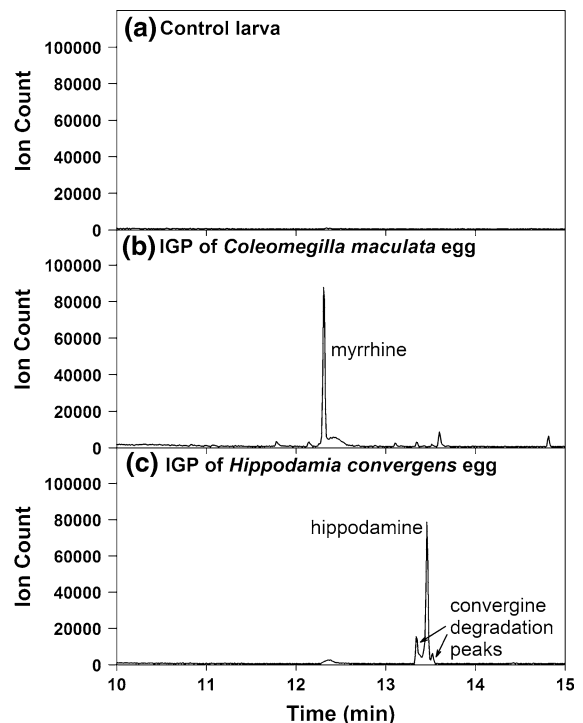 (a) Control larva
100000
80000
60000
40000
20000
0
Ion Count
(b) IGP of Coleomegilla maculata egg
100000
80000
60000
40000
20000
0
Ion Count
myrrhine
(c) IGP of Hippodamia convergens egg
100000
80000
60000
40000
20000
0
Ion Count
hippodamine
convergine
degradation
peaks
10 11 12 13 14 15
Time (min)